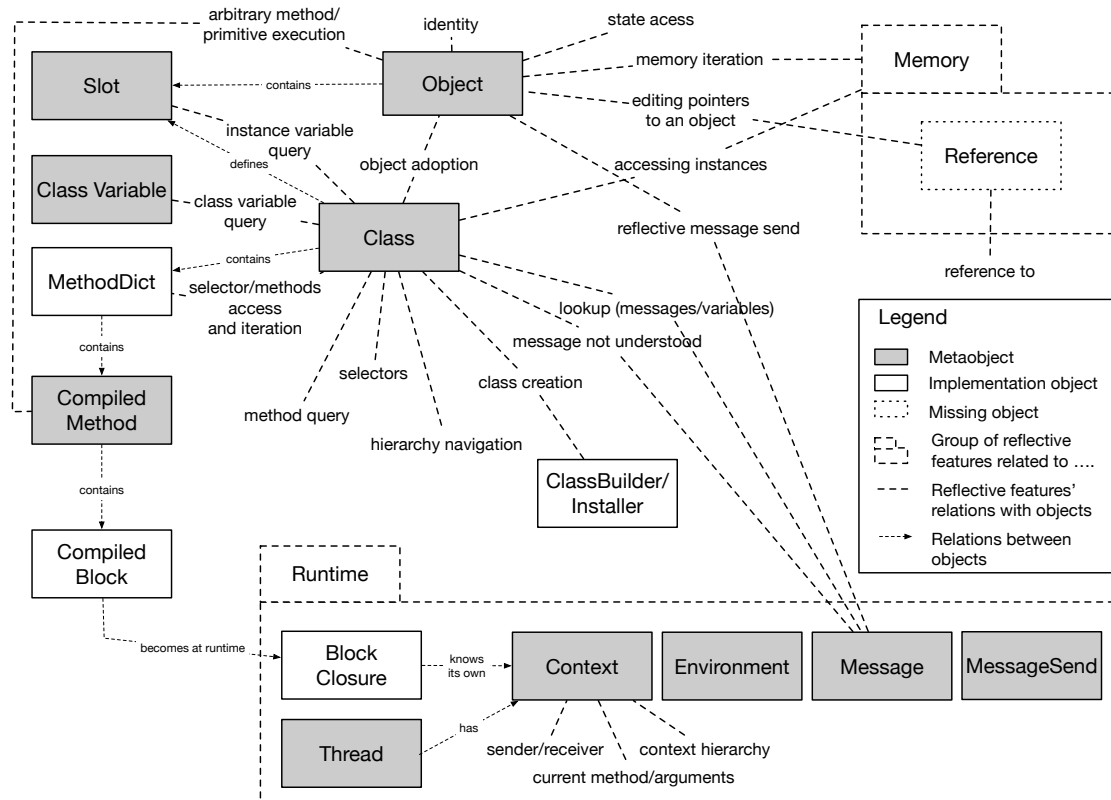 arbitrary method/
primitive execution
identity
state acess
memory iteration
Memory
Slot
contains
Object
editing pointers
to an object
instance variable
query
defines
object adoption
accessing instances
Reference
Class Variable
class variable
query
Class
reflective message send
contains
MethodDict
selector/methods
access
and iteration
reference to
lookup (messages/variables)
message not understood
contains
selectors
class creation
method query
hierarchy navigation
Compiled
Method
ClassBuilder/
Installer
contains
Compiled
Block
Legend
Metaobject
Implementation object
Missing object
Group of reflective
features related to ....
Reflective features'
relations with objects
Relations between
objects
Runtime
becomes at runtime
Block
Closure
knows
its own
Context
Environment
Message
MessageSend
Thread
has
sender/receiver
context hierarchy
current method/arguments